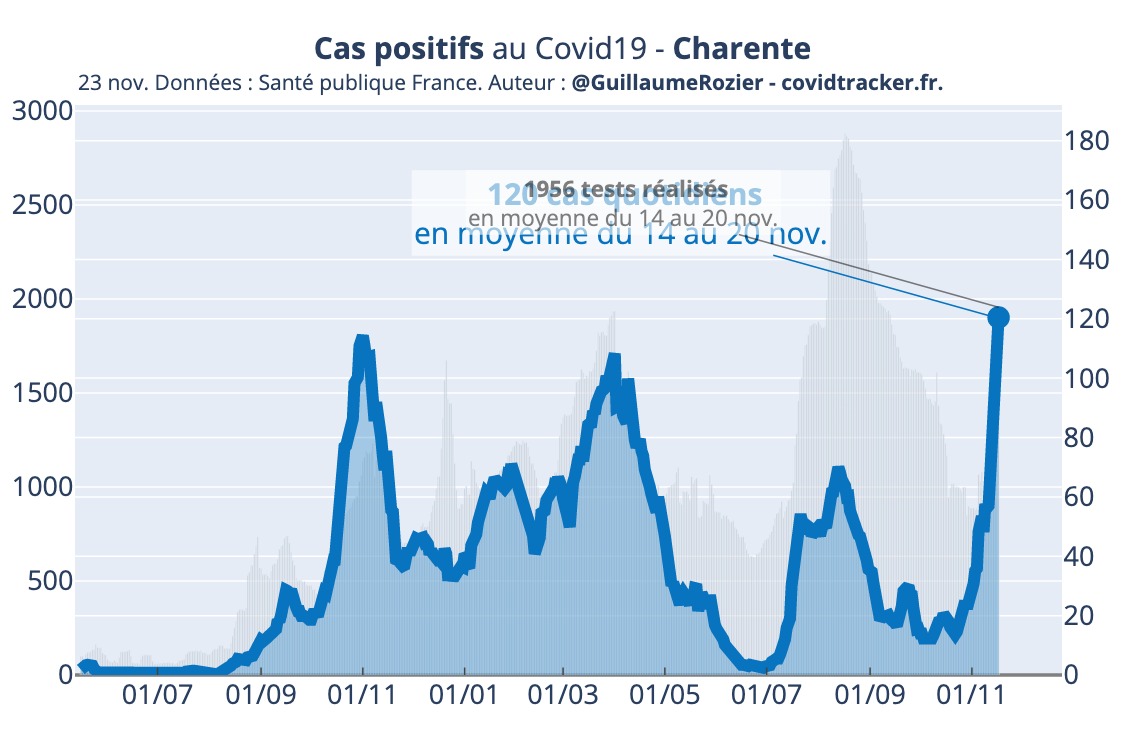 Cas positifs au Covid19 - Charente
23 nov. Données : Santé publique France. Auteur : @GuillaumeRozier - covidtracker.fr.
3000
2500
2000
1500
1000
500
0
180
160
140
120
100
80
60
40
20
0
1956 tests réalisés
en moyenne du 14 au 20 nov.
120 cas quotidiens
en moyenne du 14 au 20 nov.
01/07 01/09 01/11 01/01 01/03 01/05 01/07 01/09 01/11